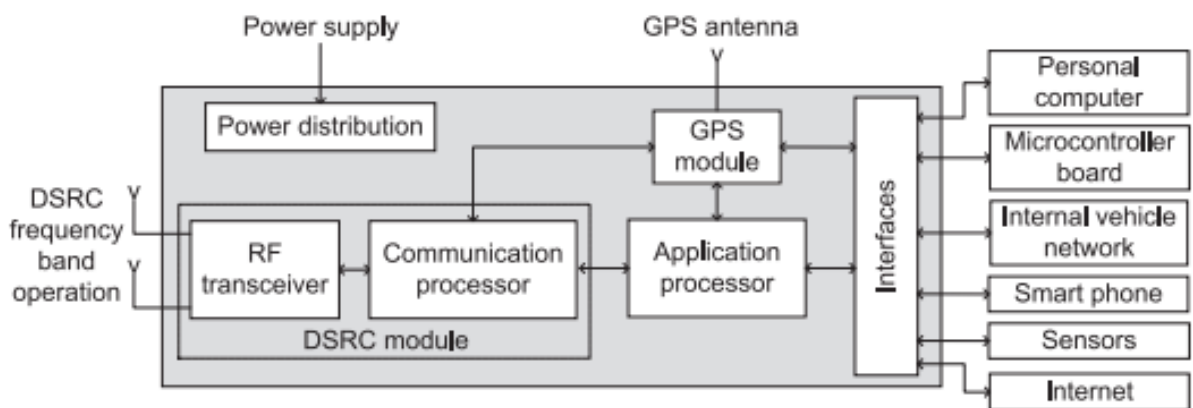 Power supply
GPS antenna
Power distribution
GPS
module
Personal
computer
Microcontroller
board
Internal vehicle
network
Smart phone
Sensors
Internet
Interfaces
DSRC
frequency
band
operation
RF
transceiver
Communication
processor
Application
processor
DSRC module